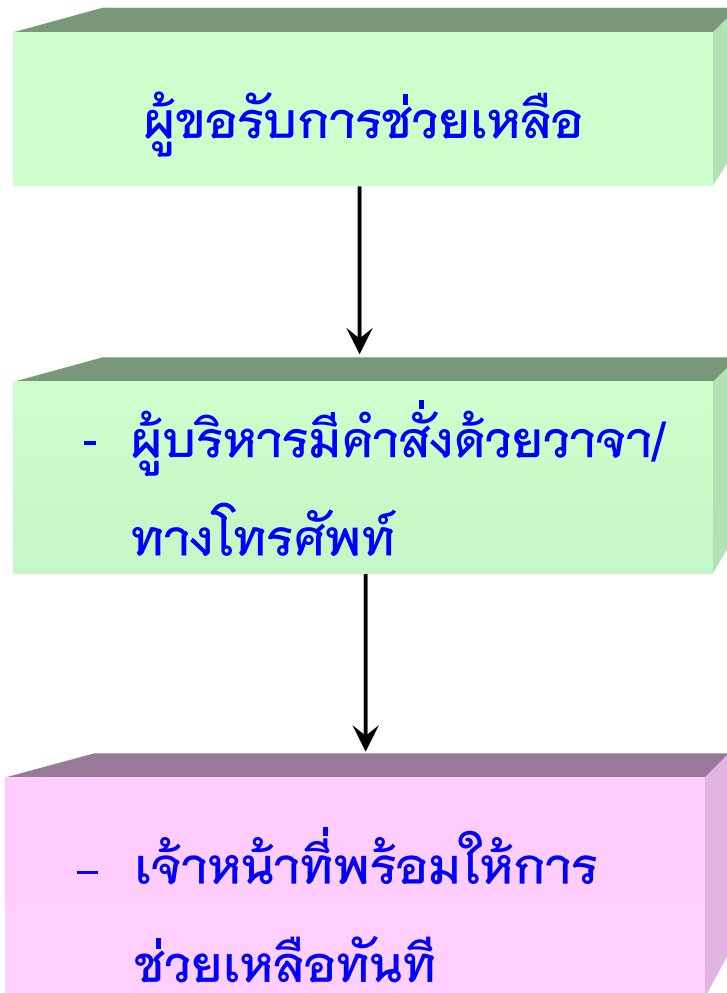 ผู้ขอรับการช่วยเหลือ
- ผู้บริหารมีคำสั่งด้วยวาจา/
ทางโทรศัพท์
- เจ้าหน้าที่พร้อมให้การ
ช่วยเหลือทันที